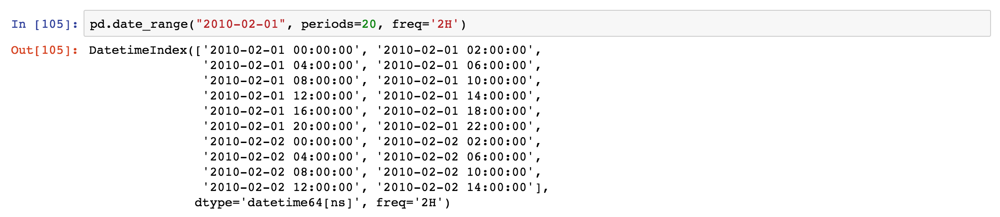 In [105]: pd.date_range("2010-02-01", periods=20, freq='2H')
Out[105]: DatetimeIndex(['2010-02-01 00:00:00', '2010-02-01 02:00:00',
'2010-02-01 04:00:00', '2010-02-01 06:00:00',
'2010-02-01 08:00:00', '2010-02-01 10:00:00',
'2010-02-01 12:00:00', '2010-02-01 14:00:00',
'2010-02-01 16:00:00', '2010-02-01 18:00:00',
'2010-02-01 20:00:00', '2010-02-01 22:00:00',
'2010-02-02 00:00:00', '2010-02-02 02:00:00',
'2010-02-02 04:00:00', '2010-02-02 06:00:00',
'2010-02-02 08:00:00', '2010-02-02 10:00:00',
'2010-02-02 12:00:00', '2010-02-02 14:00:00'],
dtype='datetime64[ns]', freq='2H')